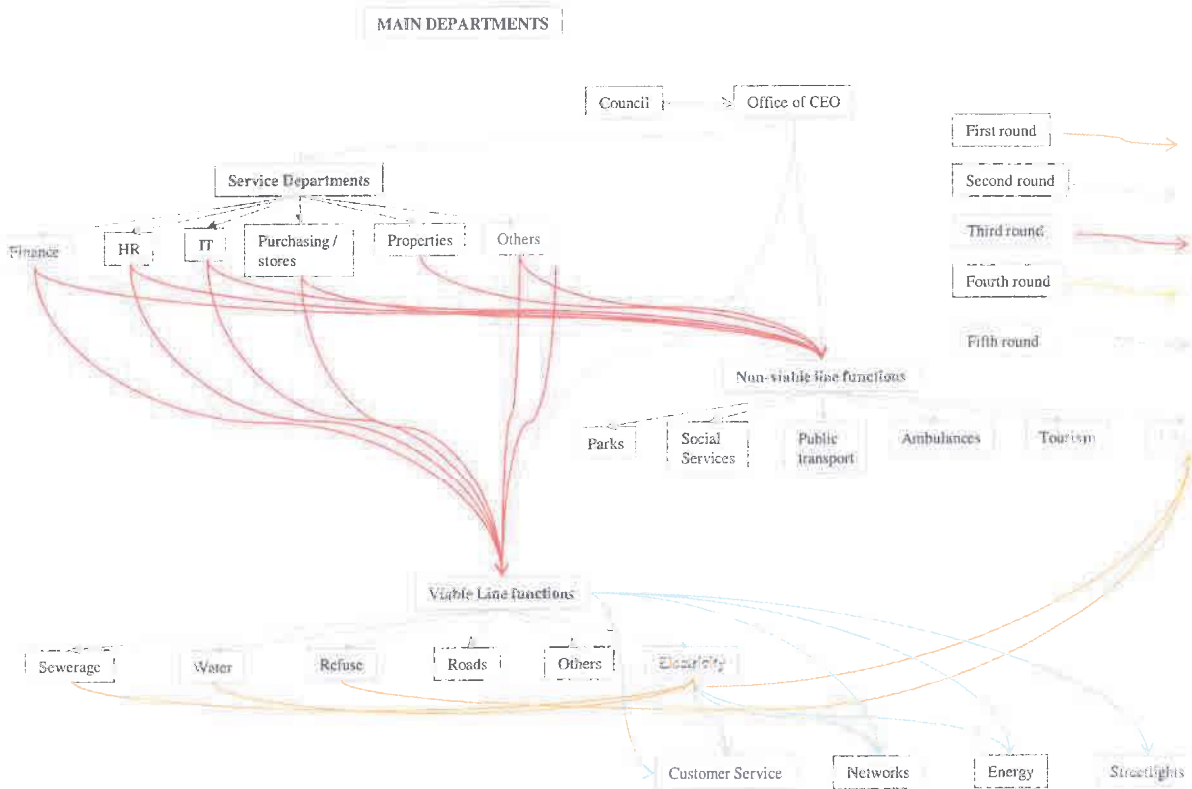 MAIN DEPARTMENTS
Council
Office of CEO
First round
Second round
Third round
Fourth round
Fifth round
Service Departments
Finance
HR
IT
Purchasing /
stores
Properties
Others
Non-viable line functions
Parks
Social
Services
Public
transport
Ambulances
Tourism
Viable Line functions
Sewerage
Water
Refuse
Roads
Others
Electricity
Customer Service
Networks
Energy
Streetlights